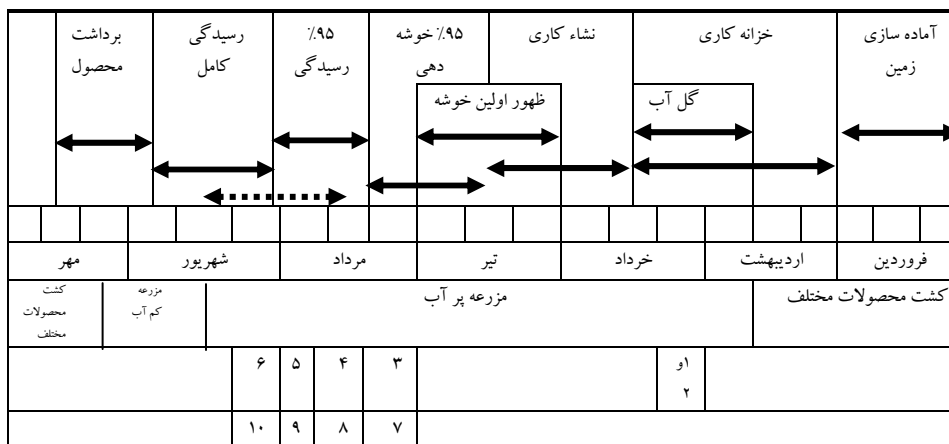 آماده سازی
زمین
خزانه کاری
گل آب
نشاء کاری
۹۵٪ خوشه
دهی
ظهور اولین خوشه
۹۵٪
رسیدگی
رسیدگی
کامل
برداشت
محصول
فروردین
اردیبهشت
خرداد
تیر
مرداد
شهریور
مهر
کشت محصولات مختلف
مزرعه پر آب
مزرعه
کم آب
کشت
محصولات
مختلف
۱و
۲
۳
۴
۵
۶
۷
۸
۹
۱۰